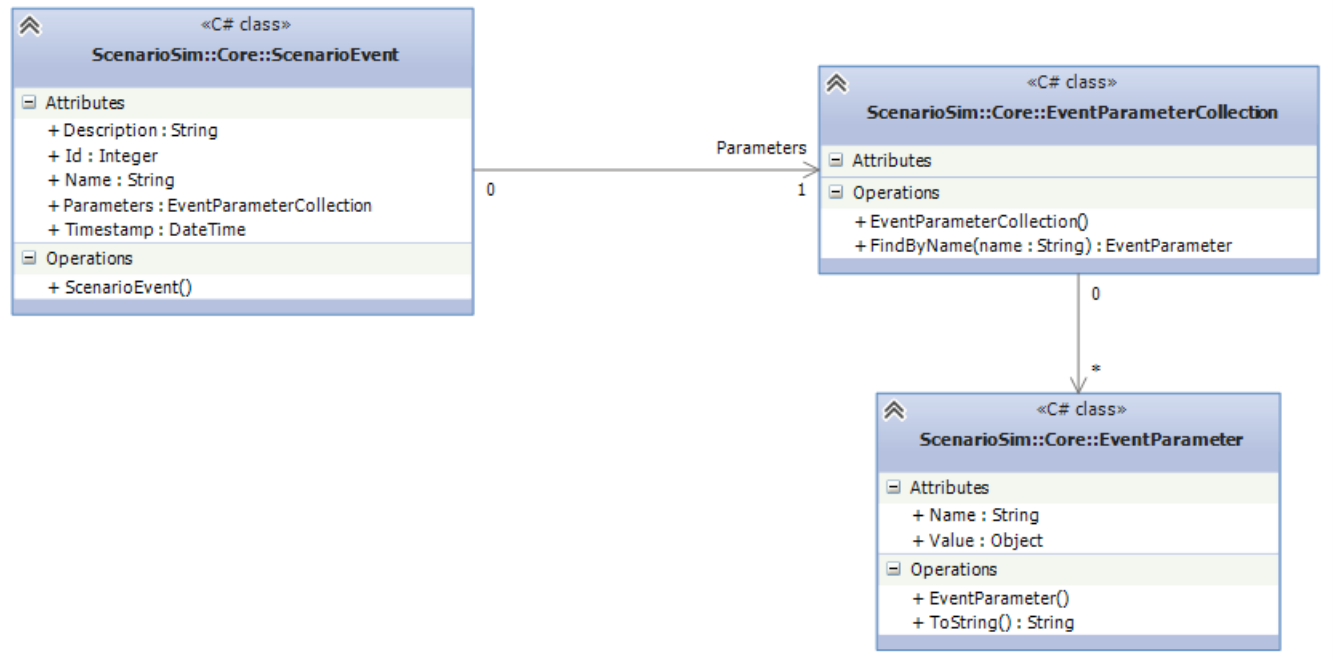 «C# class»
ScenarioSim::Core::ScenarioEvent
Attributes
+ Description : String
+ Id : Integer
+ Name : String
+ Parameters : EventParameterCollection
+ Timestamp : DateTime
Operations
+ ScenarioEvent()
Parameters
0
1
«C# class»
ScenarioSim::Core::EventParameterCollection
Attributes
Operations
+ EventParameterCollection()
+ FindByName(name : String) : EventParameter
0
*
«C# class»
ScenarioSim::Core::EventParameter
Attributes
+ Name : String
+ Value : Object
Operations
+ EventParameter()
+ ToString() : String